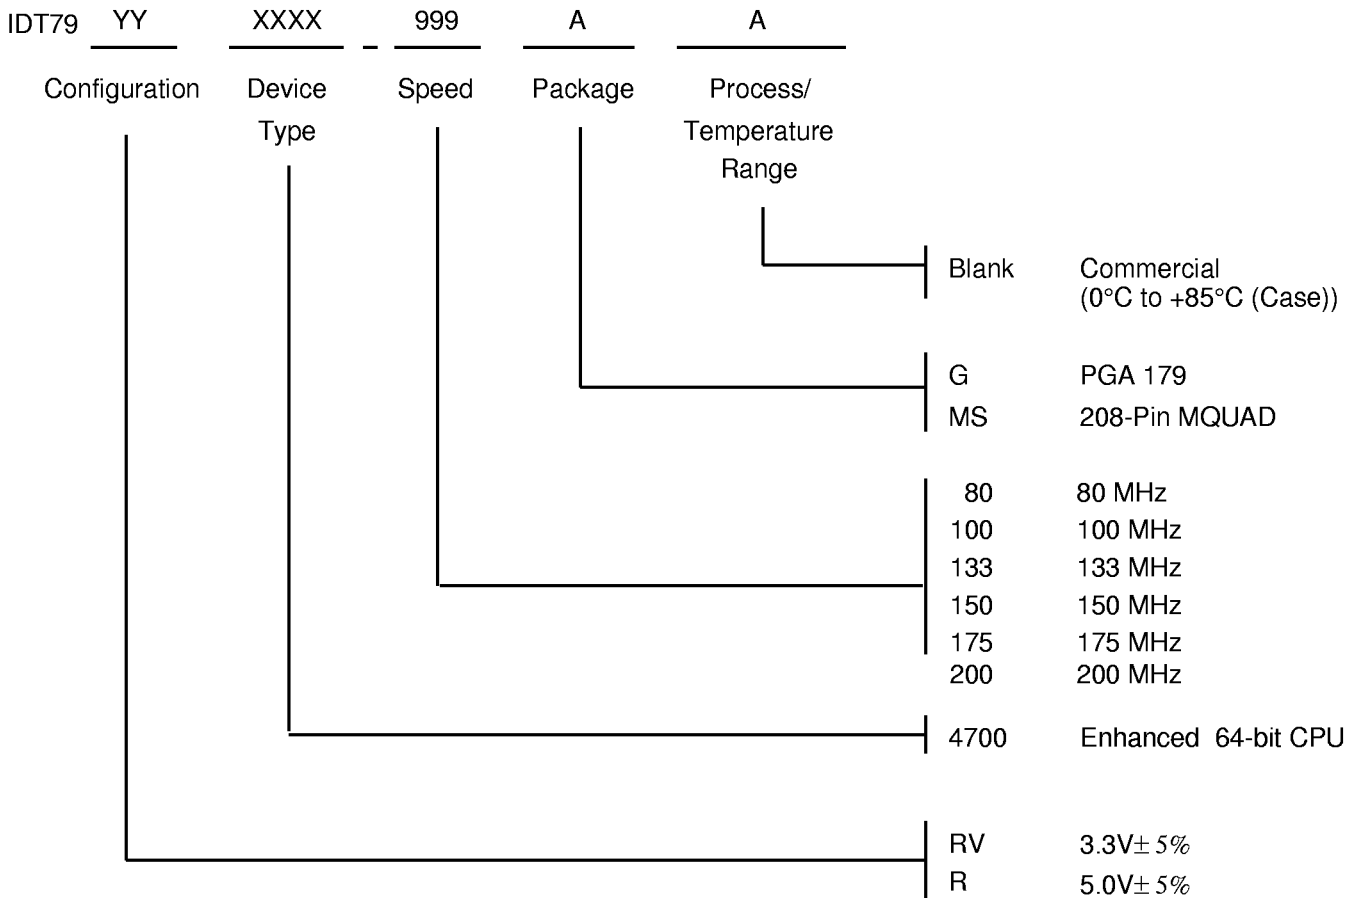 IDT79 YY XXXX - 999 A A
Configuration Device Type Speed Package Process/ Temperature Range
Blank Commercial
(0°C to +85°C (Case))
G PGA 179
MS 208-Pin MQUAD
80 80 MHz
100 100 MHz
133 133 MHz
150 150 MHz
175 175 MHz
200 200 MHz
4700 Enhanced 64-bit CPU
RV 3.3V± 5%
R 5.0V± 5%